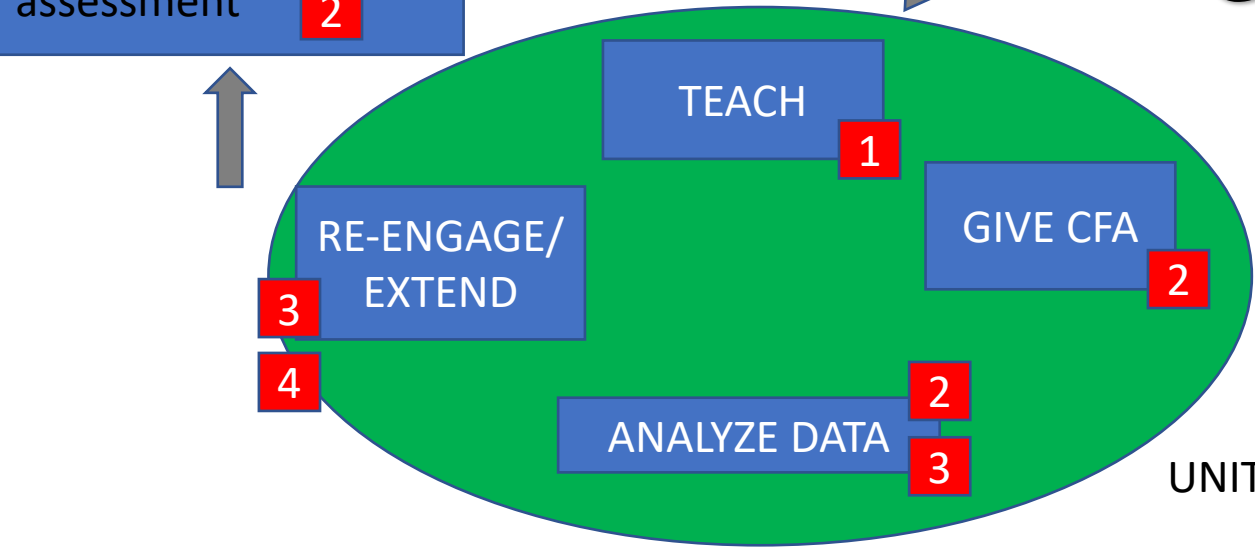 assessment
2
TEACH
1
GIVE CFA
2
RE-ENGAGE/
EXTEND
3
4
2
ANALYZE DATA
3
UNIT